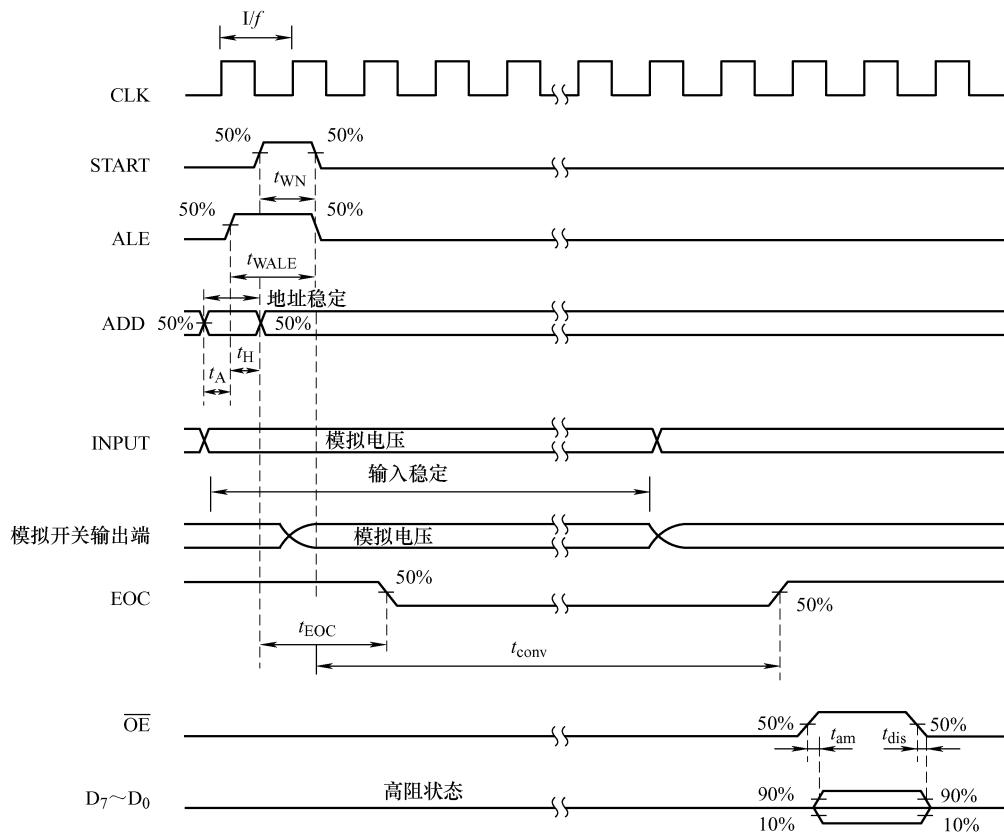 I/f
CLK
50% 50%
START
tWN
50% 50%
ALE
tWALE
地址稳定
ADD 50% 50%
tH
tA
INPUT 模拟电压
输入稳定
模拟开关输出端 模拟电压
50%
EOC
50%
tEOC
tconv
OE 50% 50%
tam tdis
高阻状态
D7～D0 90% 90%
10% 10%